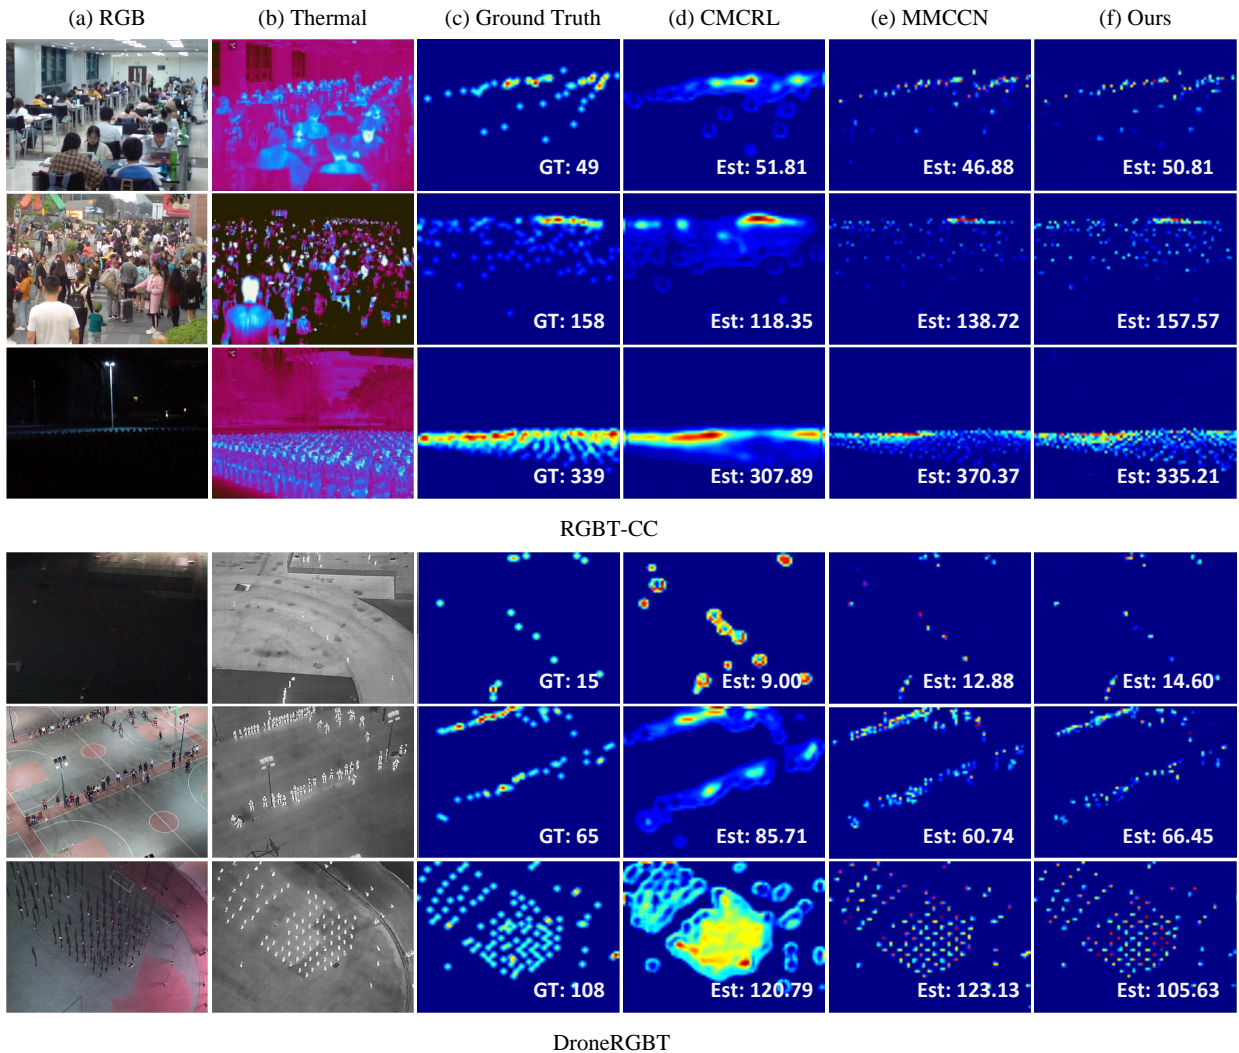 (a) RGB (b) Thermal (c) Ground Truth (d) CMCRL (e) MMCCN (f) Ours
GT: 49 Est: 51.81 Est: 46.88 Est: 50.81
GT: 158 Est: 118.35 Est: 138.72 Est: 157.57
GT: 339 Est: 307.89 Est: 370.37 Est: 335.21
RGBT-CC
GT: 15 Est: 9.00 Est: 12.88 Est: 14.60
GT: 65 Est: 85.71 Est: 60.74 Est: 66.45
GT: 108 Est: 120.79 Est: 123.13 Est: 105.63
DroneRGBT